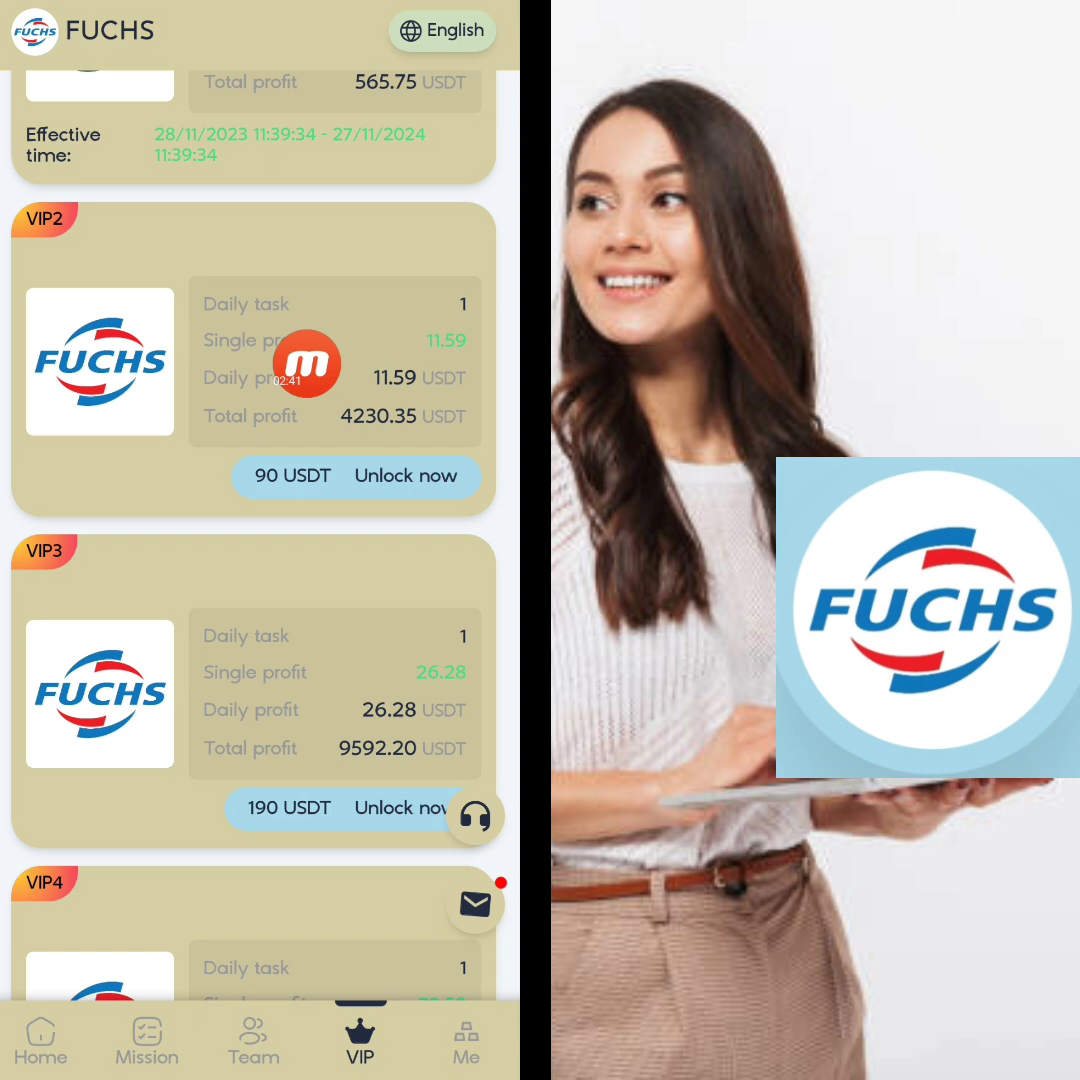 FUCHS FUCHS English
Total profit 565.75 USDT
Effective time: 28/11/2023 11:39:34 - 27/11/2024 11:39:34
VIP2
FUCHS
Daily task 1
Single 11.59
Daily 11.59 USDT
02:41
Total profit 4230.35 USDT
90 USDT Unlock now
VIP3
FUCHS
Daily task 1
Single profit 26.28
Daily profit 26.28 USDT
Total profit 9592.20 USDT
190 USDT Unlock
VIP4
Daily task 1
Home Mission Team VIP Me
FUCHS